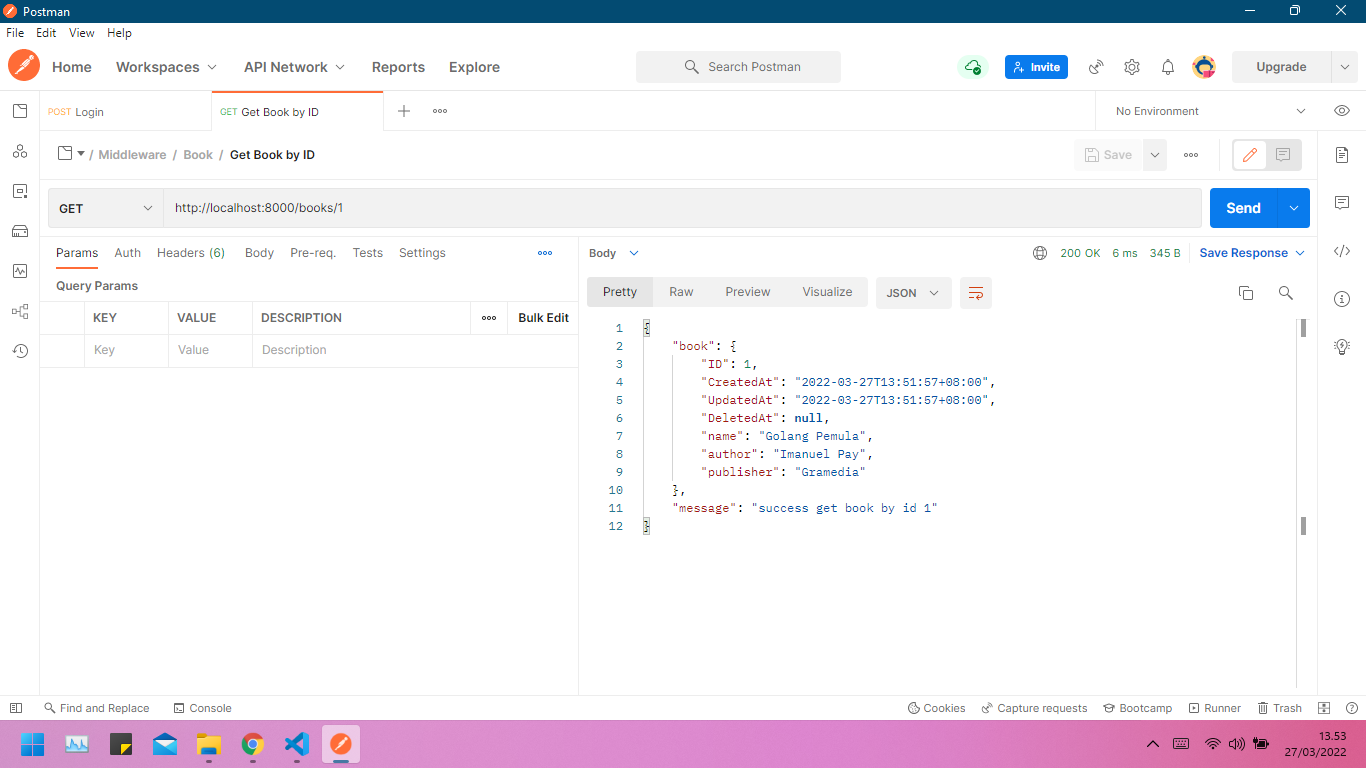 Postman
File Edit View Help
Home Workspaces API Network Reports Explore Search Postman Invite Upgrade
POST Login GET Get Book by ID No Environment
/ Middleware / Book / Get Book by ID Save
GET http://localhost:8000/books/1 Send
Params Auth Headers (6) Body Pre-req. Tests Settings
Query Params
KEY VALUE DESCRIPTION Bulk Edit
Key Value Description
Body 200 OK 6 ms 345 B Save Response
Pretty Raw Preview Visualize JSON
1 {
2 "book": {
3 "ID": 1,
4 "CreatedAt": "2022-03-27T13:51:57+08:00",
5 "UpdatedAt": "2022-03-27T13:51:57+08:00",
6 "DeletedAt": null,
7 "name": "Golang Pemula",
8 "author": "Imanuel Pay",
9 "publisher": "Gramedia"
10 },
11 "message": "success get book by id 1"
12 }
Find and Replace Console Cookies Capture requests Bootcamp Runner Trash
13.53
27/03/2022